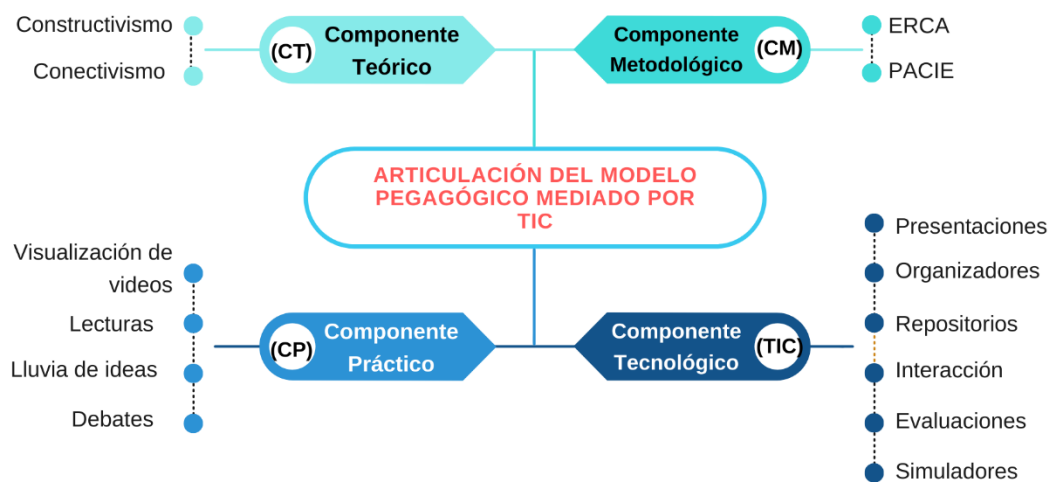 Constructivismo
Conectivismo
(CT)
Componente
Teórico
Componente
Metodológico
(CM)
ERCA
PACIE
ARTICULACIÓN DEL MODELO
PEGAGÓGICO MEDIADO POR
TIC
Visualización de
videos
Lecturas
Lluvia de ideas
Debates
(CP)
Componente
Práctico
Componente
Tecnológico
(TIC)
Presentaciones
Organizadores
Repositorios
Interacción
Evaluaciones
Simuladores